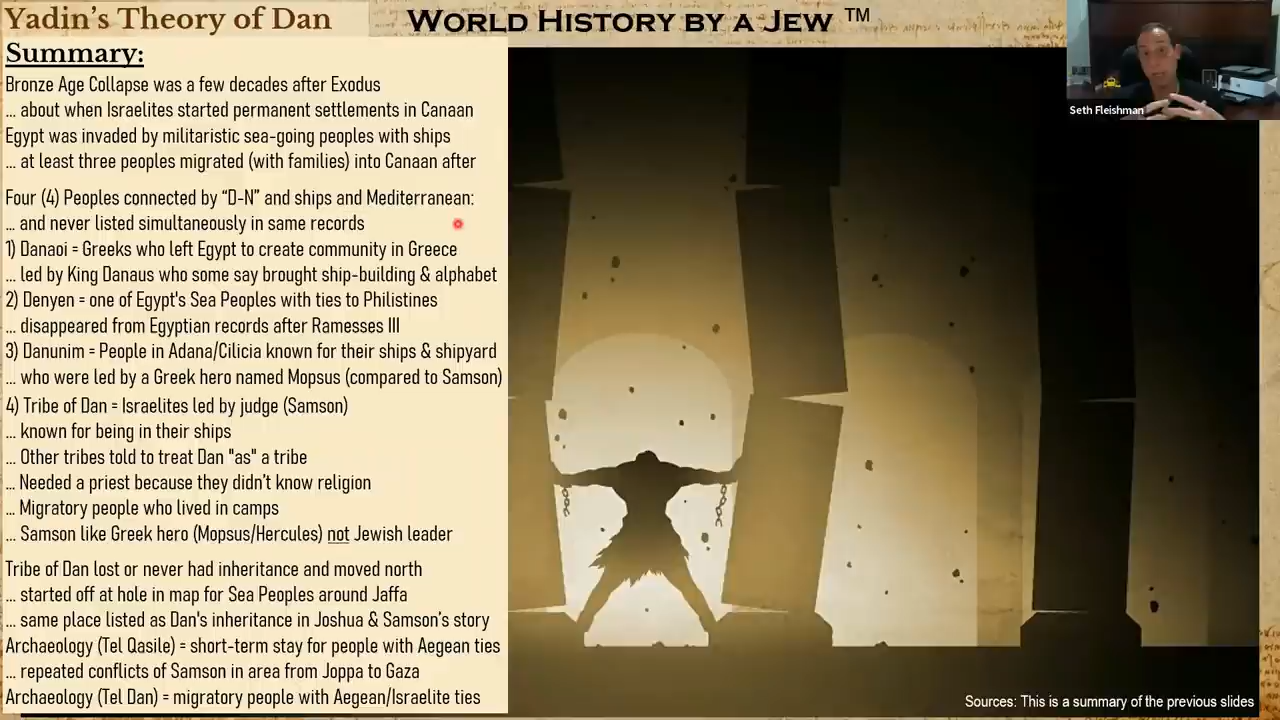 Yadin's Theory of Dan
World History by a Jew ™
Seth Fleishman
Summary:
Bronze Age Collapse was a few decades after Exodus
... about when Israelites started permanent settlements in Canaan
Egypt was invaded by militaristic sea-going peoples with ships
... at least three peoples migrated (with families) into Canaan after
Four (4) Peoples connected by “D-N” and ships and Mediterranean:
... and never listed simultaneously in same records
1) Danaoi = Greeks who left Egypt to create community in Greece
... led by King Danaus who some say brought ship-building & alphabet
2) Denyen = one of Egypt's Sea Peoples with ties to Philistines
... disappeared from Egyptian records after Ramesses III
3) Danunim = People in Adana/Cilicia known for their ships & shipyard
... who were led by a Greek hero named Mopsus (compared to Samson)
4) Tribe of Dan = Israelites led by judge (Samson)
... known for being in their ships
... Other tribes told to treat Dan "as" a tribe
... Needed a priest because they didn't know religion
... Migratory people who lived in camps
... Samson like Greek hero (Mopsus/Hercules) not Jewish leader
Tribe of Dan lost or never had inheritance and moved north
... started off at hole in map for Sea Peoples around Jaffa
... same place listed as Dan's inheritance in Joshua & Samson's story
Archaeology (Tel Qasile) = short-term stay for people with Aegean ties
... repeated conflicts of Samson in area from Joppa to Gaza
Archaeology (Tel Dan) = migratory people with Aegean/Israelite ties
Sources: This is a summary of the previous slides